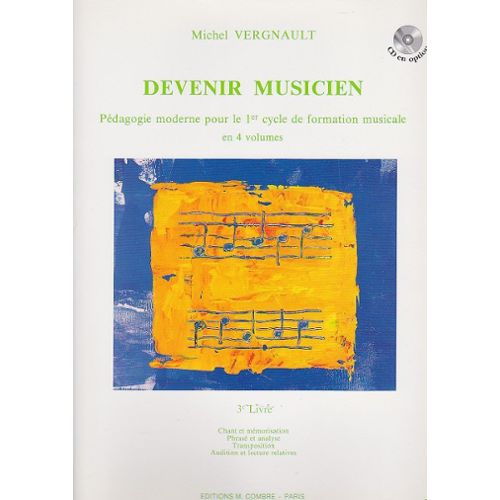 Michel VERGNAULT
CD en option
DEVENIR MUSICIEN
Pédagogie moderne pour le 1er cycle de formation musicale
en 4 volumes
3e Livre
Chant et mémorisation
Phrasé et analyse
Transposition
Audition et lecture relatives
EDITIONS M. COMBRE – PARIS